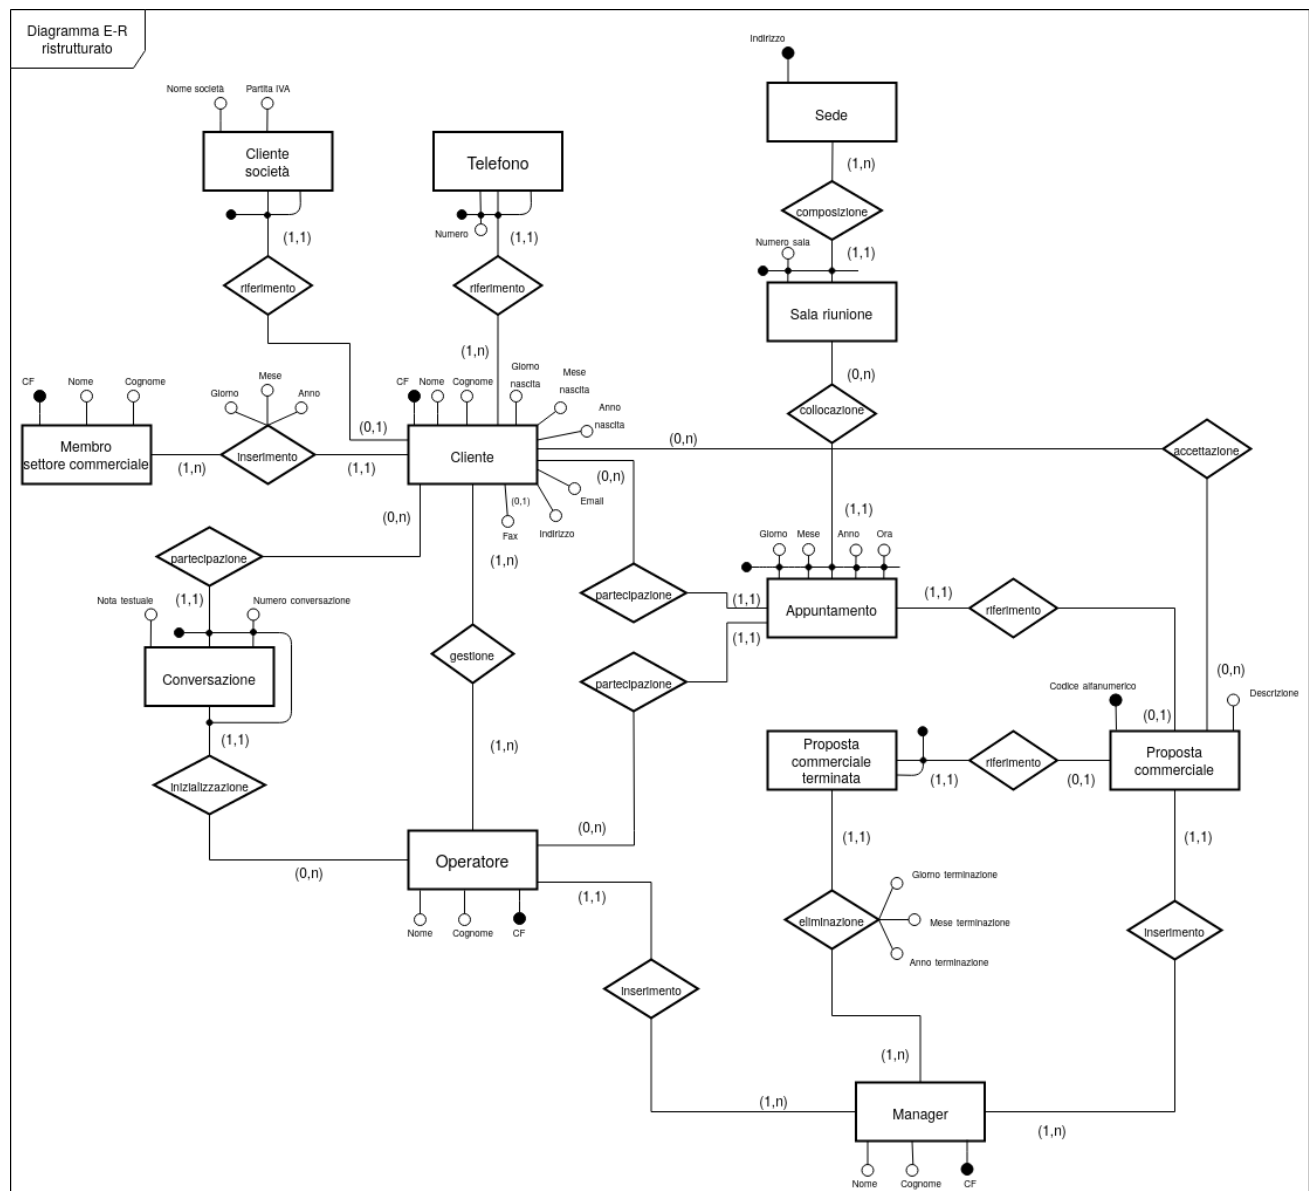 Diagramma E-R
ristrutturato
Indirizzo
Sede
(1,n)
composizione
Numero sala
(1,1)
Sala riunione
(0,n)
collocazione
(1,1)
Nome società
Partita IVA
Cliente
società
(1,1)
riferimento
(0,1)
Telefono
Numero
(1,1)
riferimento
(1,n)
CF
Nome
Cognome
Membro
settore commerciale
(1,n)
Giorno
Mese
Anno
inserimento
(1,1)
CF
Nome
Cognome
Giorno
nascita
Mese
nascita
Anno
nascita
Cliente
Email
Indirizzo
(0,1)
Fax
(0,n)
accettazione
(0,n)
(0,n)
partecipazione
(1,1)
Nota testuale
Numero conversazione
Conversazione
(1,1)
inizializzazione
(0,n)
(1,n)
gestione
(1,n)
(0,n)
partecipazione
(1,1)
Giorno
Mese
Anno
Ora
Appuntamento
(1,1)
partecipazione
(0,n)
(1,1)
riferimento
(0,1)
Codice alfanumerico
Descrizione
Proposta
commerciale
(0,1)
riferimento
(1,1)
Proposta
commerciale
terminata
(1,1)
eliminazione
Giorno terminazione
Mese terminazione
Anno terminazione
(1,n)
(1,1)
inserimento
(1,n)
Operatore
Nome
Cognome
CF
(1,1)
inserimento
(1,n)
Manager
Nome
Cognome
CF